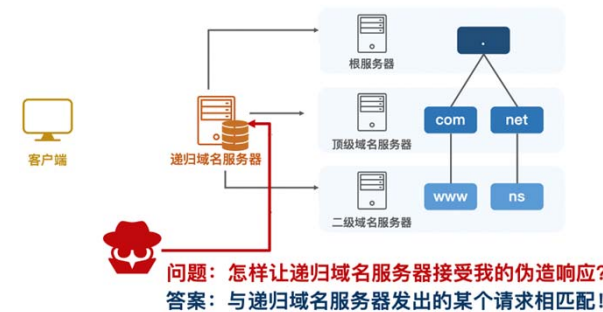 .
根服务器
com
net
顶级域名服务器
客户端
递归域名服务器
www
ns
二级域名服务器
问题：怎样让递归域名服务器接受我的伪造响应?
答案：与递归域名服务器发出的某个请求相匹配!